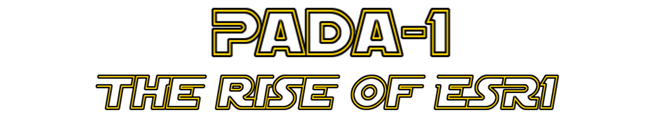 PADA-1
THE RISE OF ESR1